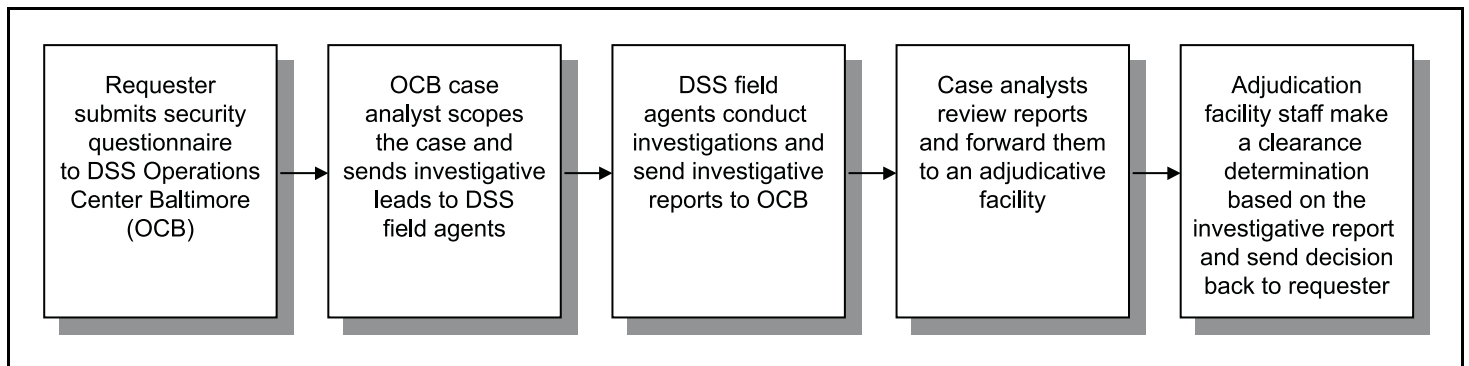 Requester
submits security
questionnaire
to DSS Operations
Center Baltimore
(OCB)
OCB case
analyst scopes
the case and
sends investigative
leads to DSS
field agents
DSS field
agents conduct
investigations and
send investigative
reports to OCB
Case analysts
review reports
and forward them
to an adjudicative
facility
Adjudication
facility staff make
a clearance
determination
based on the
investigative report
and send decision
back to requester